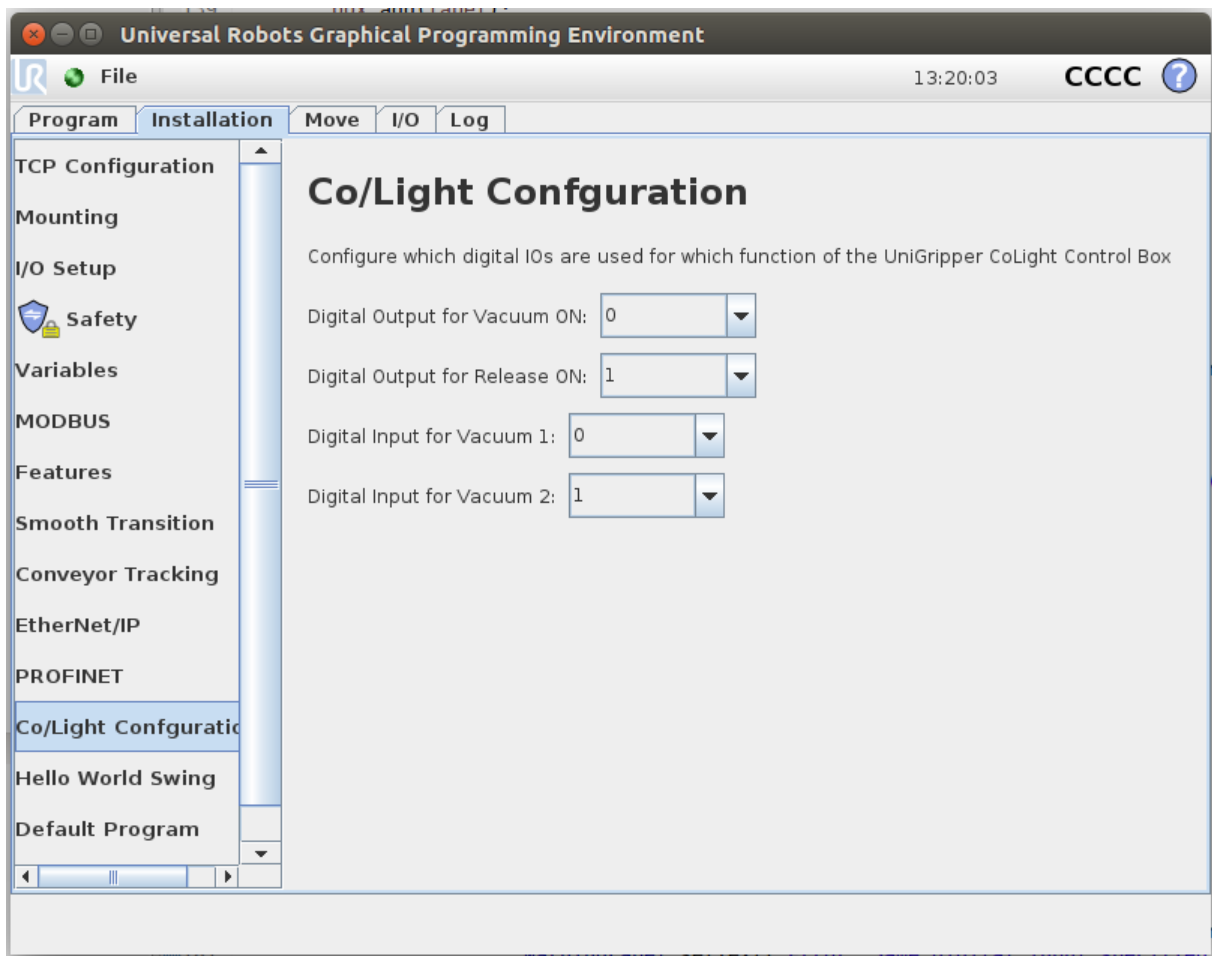 Universal Robots Graphical Programming Environment
UR File 13:20:03 CCCC ?
Program Installation Move I/O Log
TCP Configuration
Mounting
I/O Setup
Safety
Variables
MODBUS
Features
Smooth Transition
Conveyor Tracking
EtherNet/IP
PROFINET
Co/Light Confguratio
Hello World Swing
Default Program
Co/Light Confguration
Configure which digital IOs are used for which function of the UniGripper CoLight Control Box
Digital Output for Vacuum ON: 0
Digital Output for Release ON: 1
Digital Input for Vacuum 1: 0
Digital Input for Vacuum 2: 1